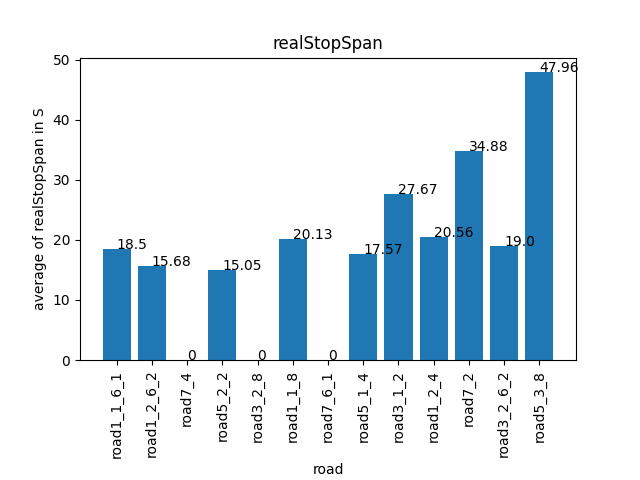 realStopSpan
average of realStopSpan in S
50
40
30
20
10
0
18.5
15.68
0
15.05
0
20.13
0
17.57
27.67
20.56
34.88
19.0
47.96
road1_1_6_1
road1_2_6_2
road7_4
road5_2_2
road3_2_8
road1_1_8
road7_6_1
road5_1_4
road3_1_2
road1_2_4
road7_2
road3_2_6_2
road5_3_8
road